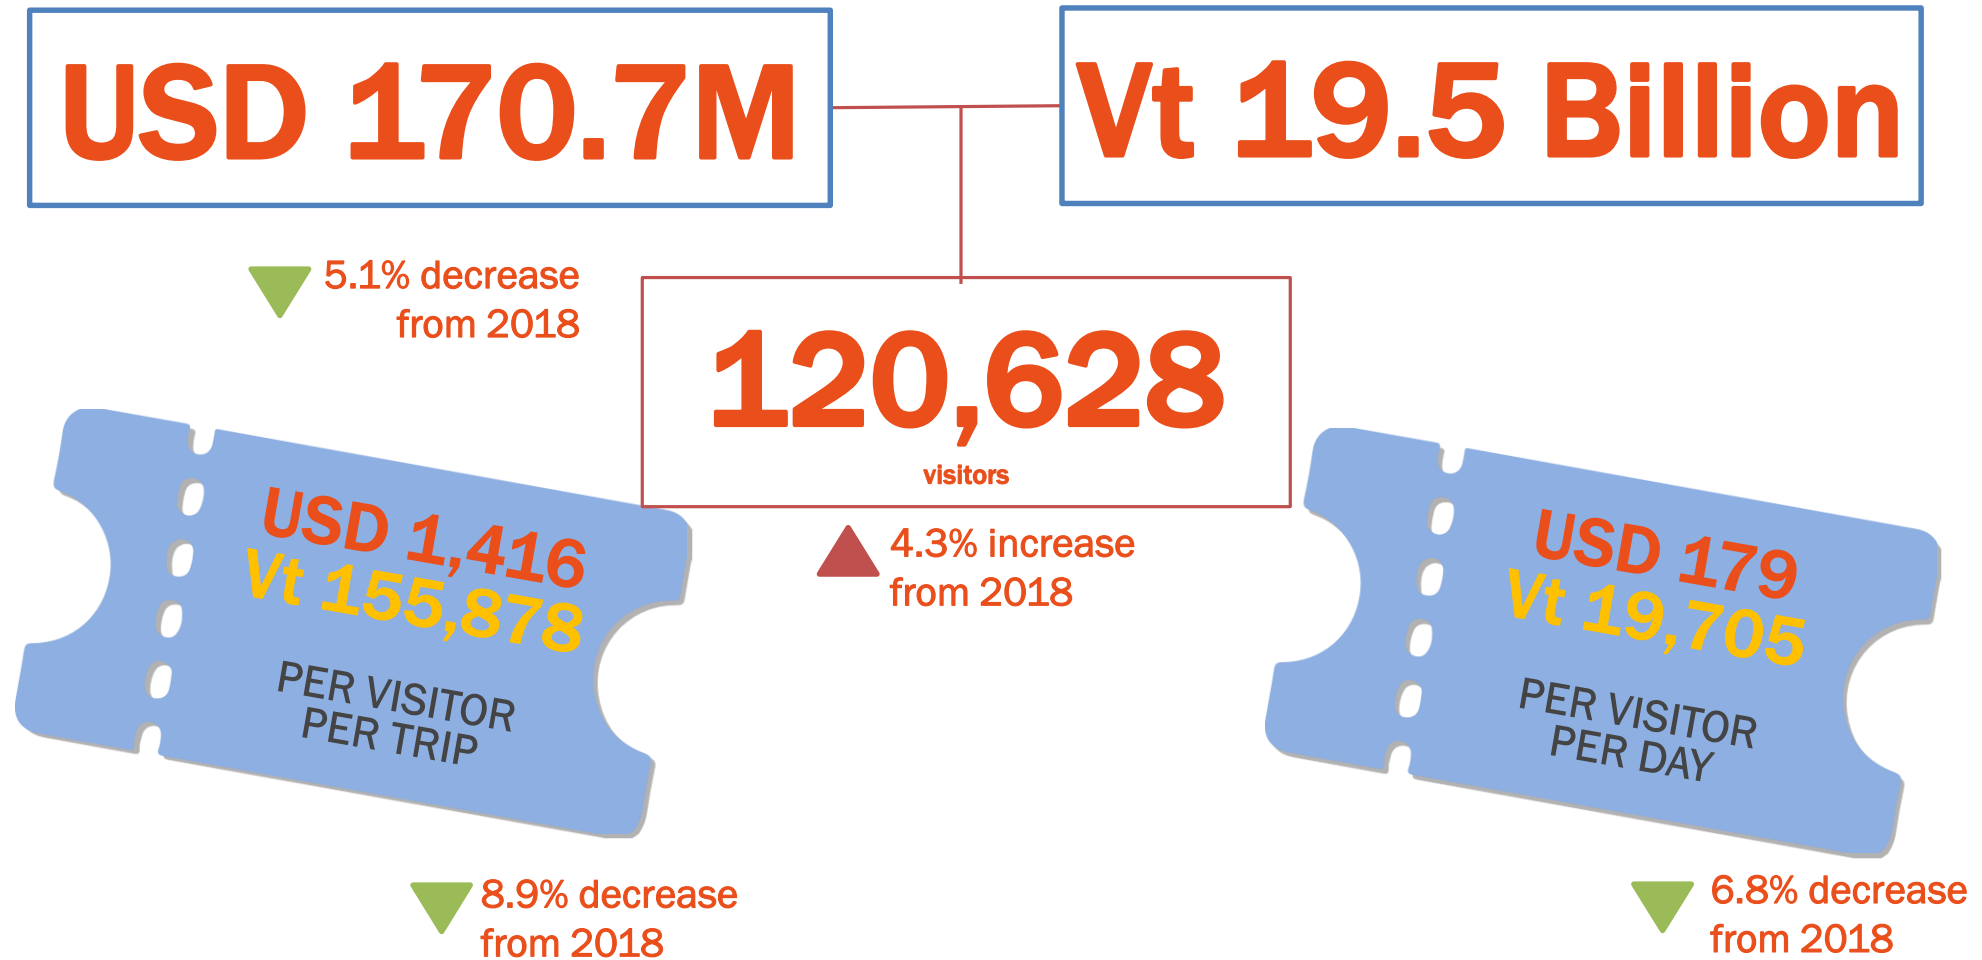 USD 170.7M
Vt 19.5 Billion
5.1% decrease
from 2018
120,628
visitors
4.3% increase
from 2018
USD 1,416
Vt 155,878
PER VISITOR
PER TRIP
8.9% decrease
from 2018
USD 179
Vt 19,705
PER VISITOR
PER DAY
6.8% decrease
from 2018